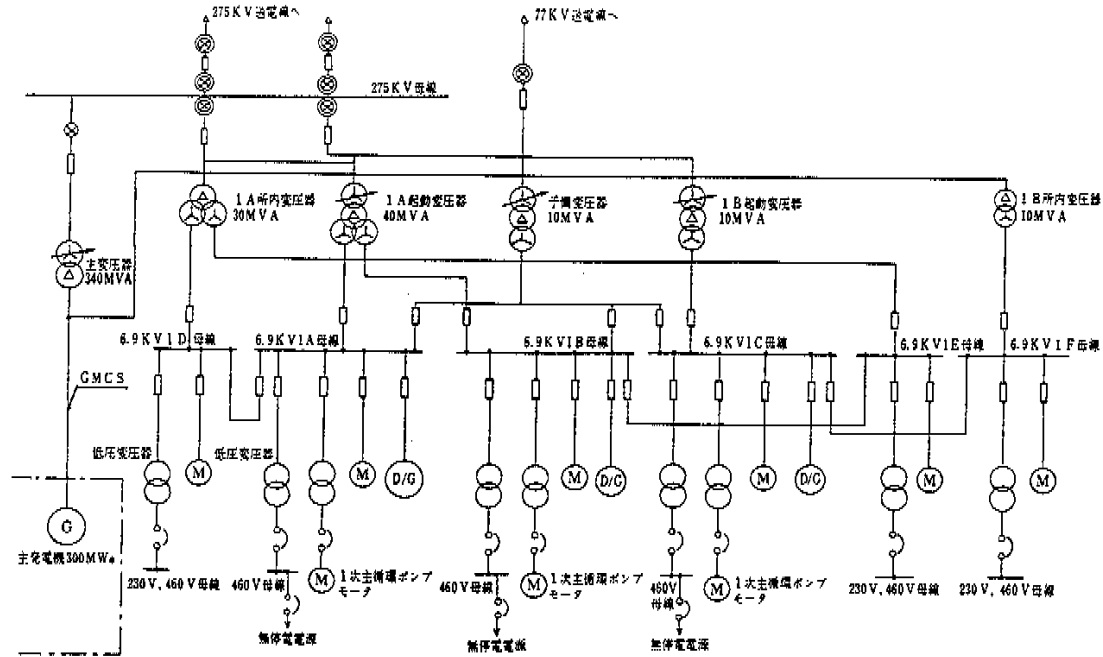 275KV送電線へ
77KV送電線へ
275KV母線
1A所内変圧器
30MVA
1A起動変圧器
40MVA
予備変圧器
10MVA
1B起動変圧器
10MVA
1B所内変圧器
10MVA
主変圧器
340MVA
6.9KV1D母線
6.9KV1A母線
6.9KV1B母線
6.9KV1C母線
6.9KV1E母線
6.9KV1F母線
GMCS
低圧変圧器
低圧変圧器
M
M
D/G
M
D/G
M
D/G
M
M
G
主発電機300MWe
230V,460V母線
460V母線
M
1次主循環ポンプ
モータ
460V母線
M
1次主循環ポンプ
モータ
460V
母線
M
1次主循環ポンプ
モータ
230V,460V母線
230V,460V母線
無停電電源
無停電電源
無停電電源